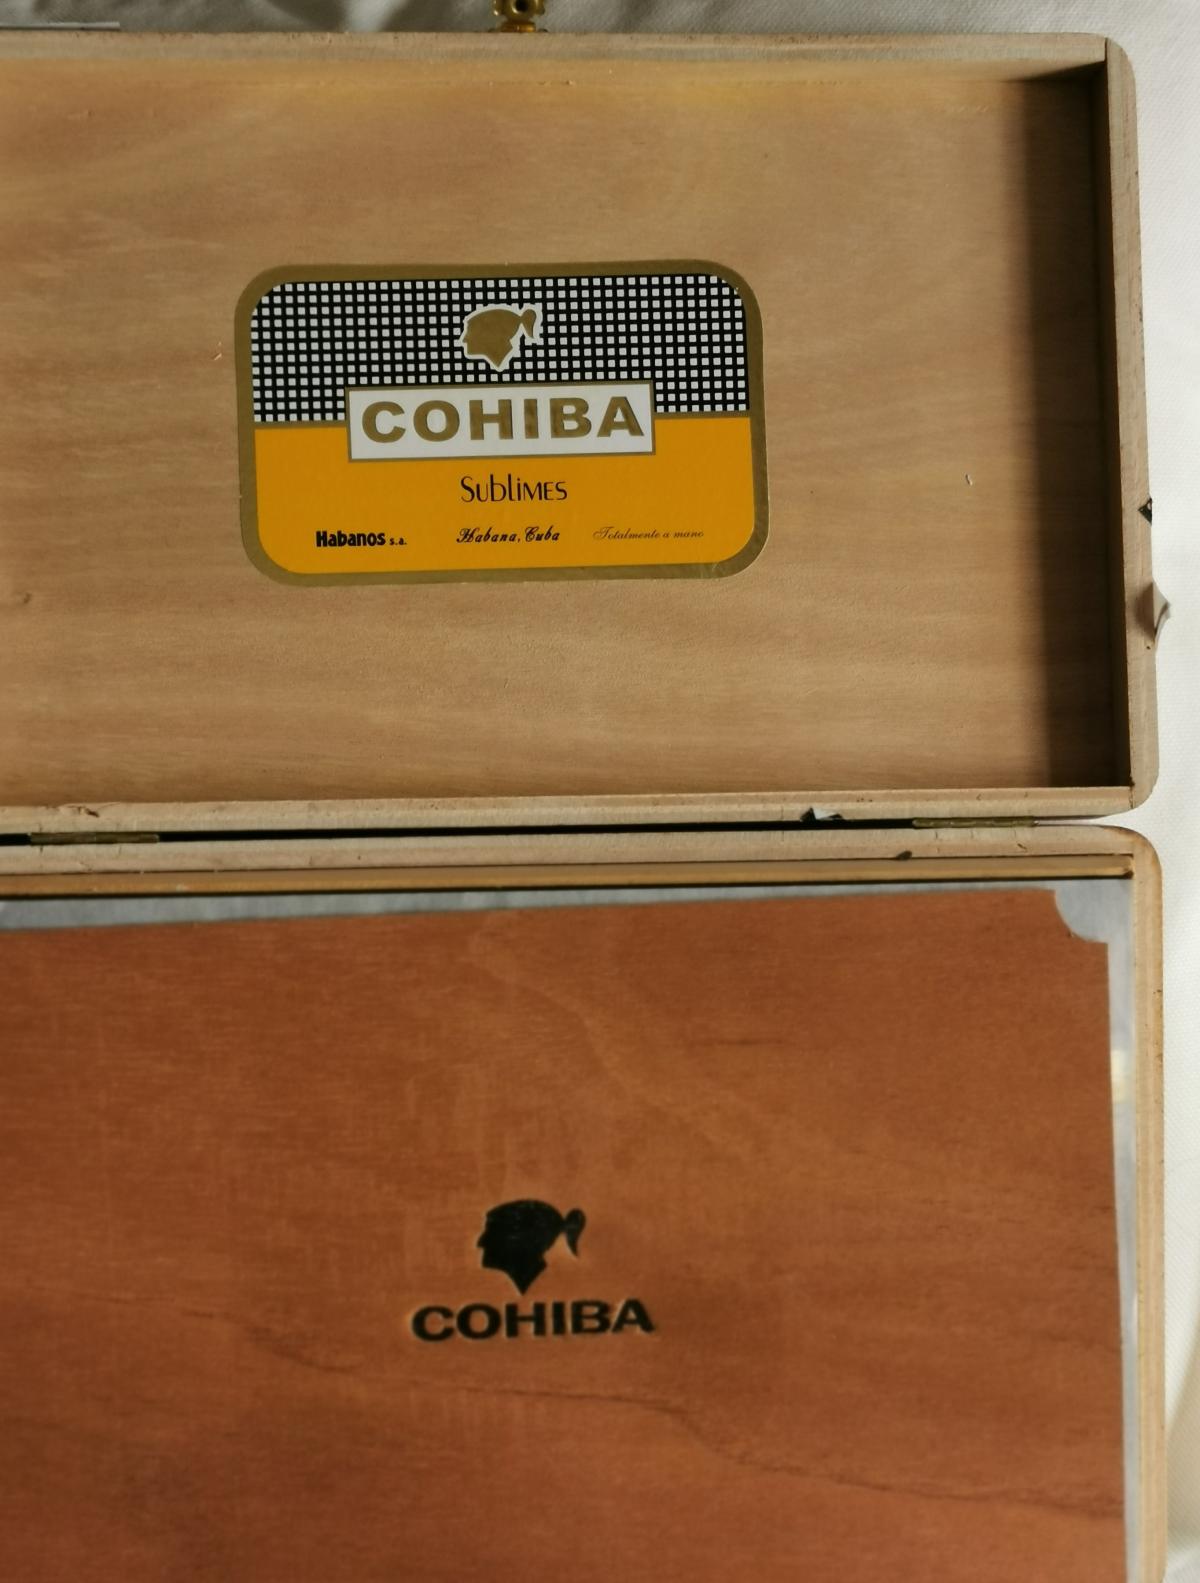 COHIBA
SubliMES
Habanos s.a. Habana, Cuba Totalmente a mano
COHIBA